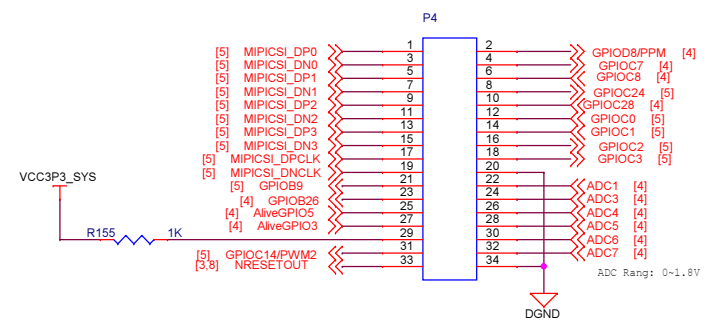 P4
[5] MIPICSI_DP0 1 2 GPIOD8/PPM [4]
[5] MIPICSI_DN0 3 4 GPIOC7 [4]
[5] MIPICSI_DP1 5 6 GPIOC8 [4]
[5] MIPICSI_DN1 7 8 GPIOC24 [5]
[5] MIPICSI_DP2 9 10 GPIOC28 [4]
[5] MIPICSI_DN2 11 12 GPIOC0 [5]
[5] MIPICSI_DP3 13 14 GPIOC1 [5]
[5] MIPICSI_DN3 15 16 GPIOC2 [5]
[5] MIPICSI_DPCLK 17 18 GPIOC3 [5]
VCC3P3_SYS [5] MIPICSI_DNCLK 19 20
[5] GPIOB9 21 22 ADC1 [4]
[4] GPIOB26 23 24 ADC3 [4]
[4] AliveGPIO5 25 26 ADC4 [4]
[4] AliveGPIO3 27 28 ADC5 [4]
R155 1K 29 30 ADC6 [4]
[5] GPIOC14/PWM2 31 32 ADC7 [4]
[3,8] NRESETOUT 33 34
ADC Rang: 0~1.8V
DGND